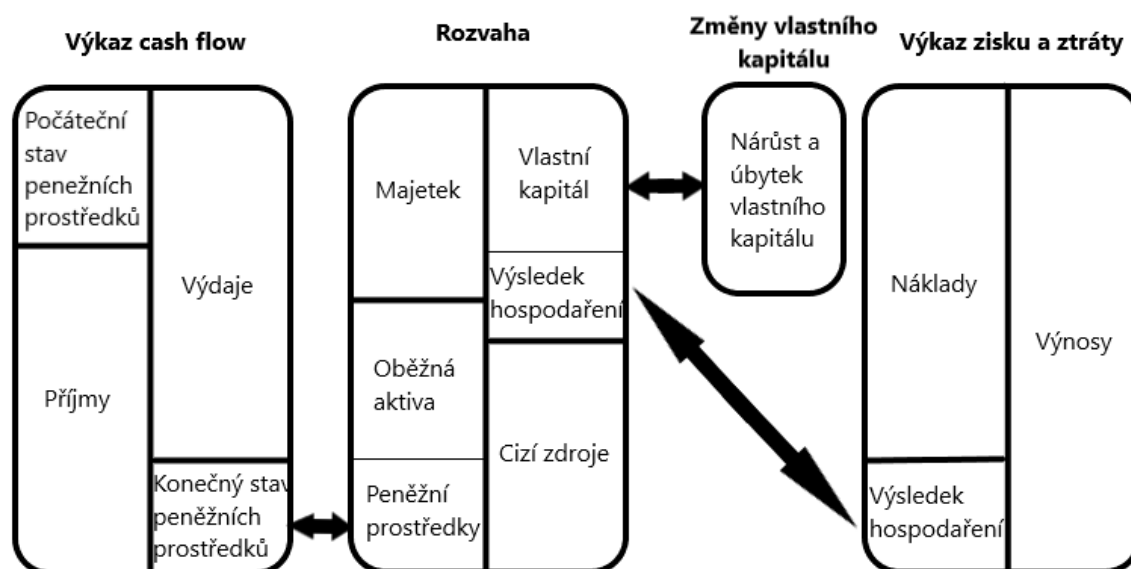 Výkaz cash flow
Počáteční
stav
penežních
prostředků
Příjmy
Výdaje
Konečný stav
peněžních
prostředků
Rozvaha
Majetek
Oběžná
aktiva
Peněžní
prostředky
Vlastní
kapitál
Výsledek
hospodaření
Cizí zdroje
Změny vlastního
kapitálu
Nárůst a
úbytek
vlastního
kapitálu
Výkaz zisku a ztráty
Náklady
Výsledek
hospodaření
Výnosy